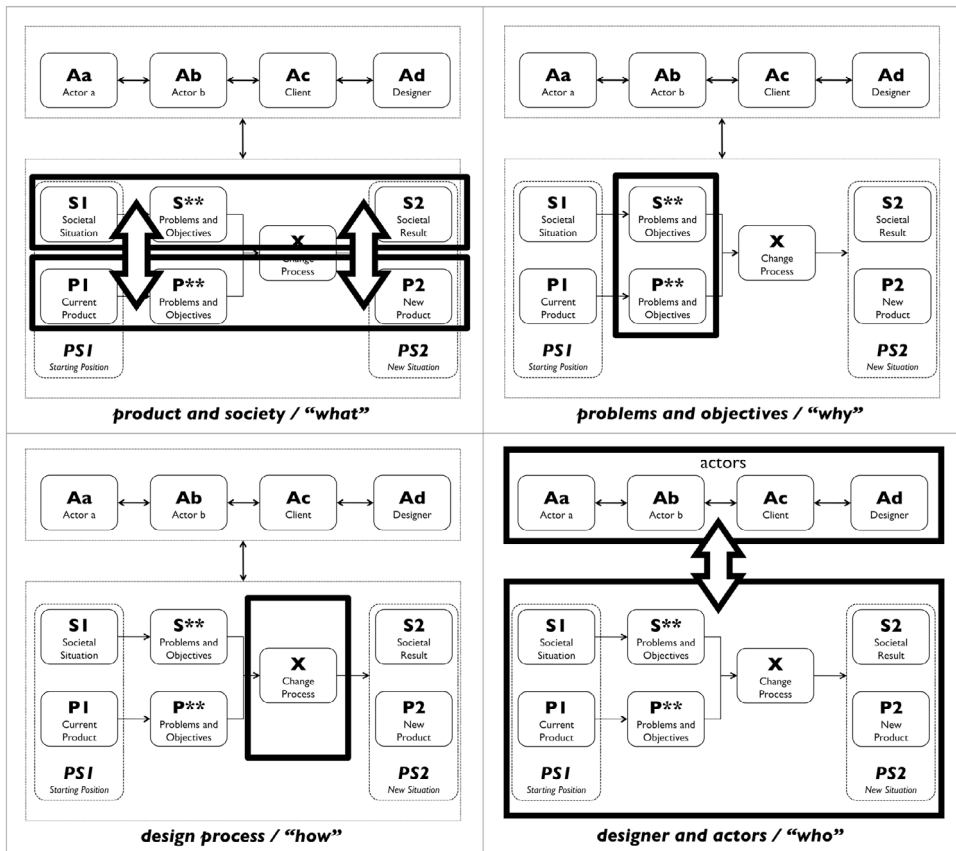 Aa Ab Ac Ad
Actor a Actor b Client Designer
S1 S** S2
Societal Situation Problems and Objectives Societal Result
X
Change Process
P1 P** P2
Current Product Problems and Objectives New Product
PS1 PS2
Starting Position New Situation
product and society / “what”
Aa Ab Ac Ad
Actor a Actor b Client Designer
S1 S** S2
Societal Situation Problems and Objectives Societal Result
X
Change Process
P1 P** P2
Current Product Problems and Objectives New Product
PS1 PS2
Starting Position New Situation
problems and objectives / “why”
Aa Ab Ac Ad
Actor a Actor b Client Designer
S1 S** S2
Societal Situation Problems and Objectives Societal Result
X
Change Process
P1 P** P2
Current Product Problems and Objectives New Product
PS1 PS2
Starting Position New Situation
design process / “how”
actors
Aa Ab Ac Ad
Actor a Actor b Client Designer
S1 S** S2
Societal Situation Problems and Objectives Societal Result
X
Change Process
P1 P** P2
Current Product Problems and Objectives New Product
PS1 PS2
Starting Position New Situation
designer and actors / “who”